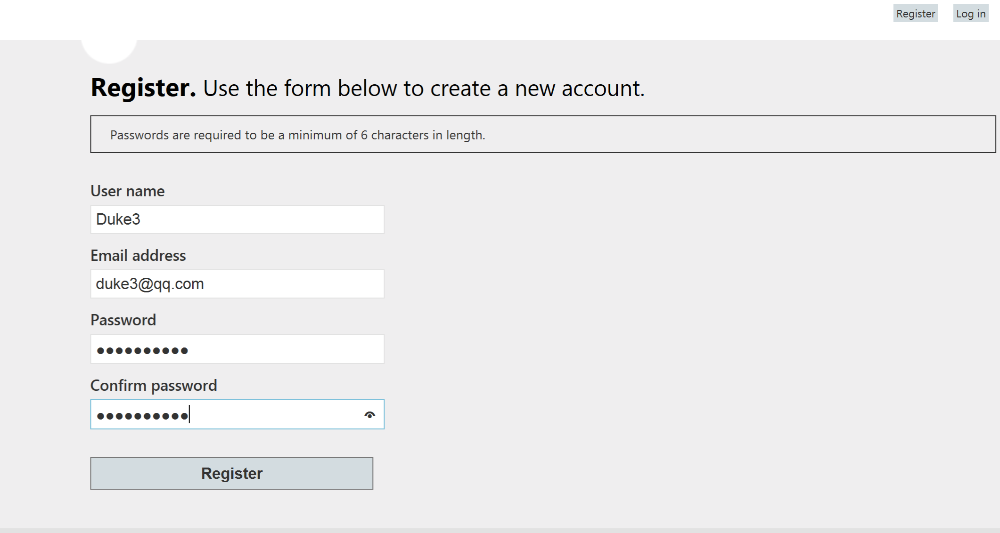 Register Log in
Register. Use the form below to create a new account.
Passwords are required to be a minimum of 6 characters in length.
User name
Duke3
Email address
duke3@qq.com
Password
●●●●●●●●●●
Confirm password
●●●●●●●●●●
Register